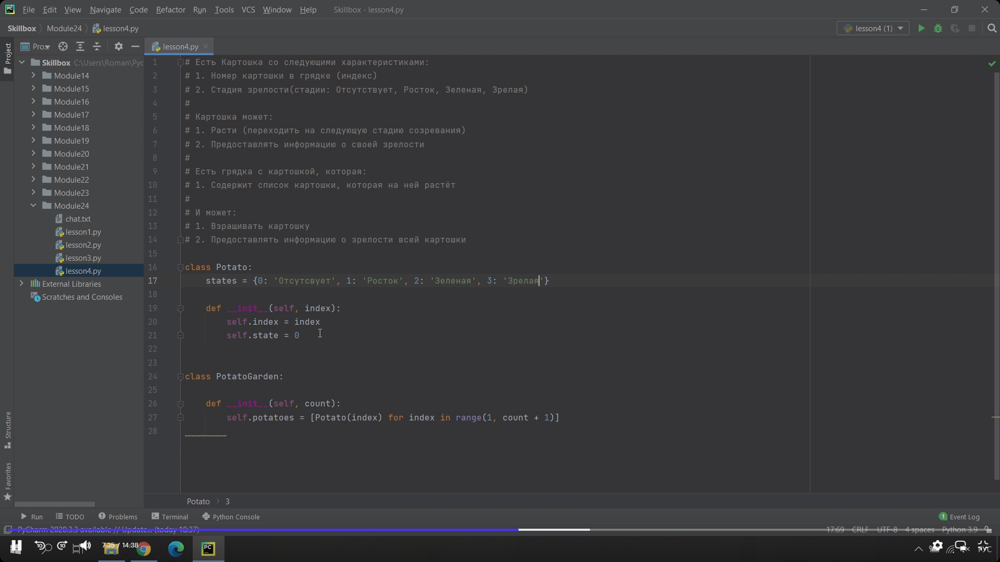 File Edit View Navigate Code Refactor Run Tools VCS Window Help Skillbox - lesson4.py
Skillbox Module24 lesson4.py lesson4 (1)
Project
Pro... lesson4.py
Skillbox C:\Users\Roman\Pyc
Module14
Module15
Module16
Module17
Module18
Module19
Module20
Module21
Module22
Module23
Module24
chat.txt
lesson1.py
lesson2.py
lesson3.py
lesson4.py
External Libraries
Scratches and Consoles
Structure
Favorites
1 # Есть Картошка со следующими характеристиками:
2 # 1. Номер картошки в грядке (индекс)
3 # 2. Стадия зрелости(стадии: Отсутствует, Росток, Зеленая, Зрелая)
4 #
5 # Картошка может:
6 # 1. Расти (переходить на следующую стадию созревания)
7 # 2. Предоставлять информацию о своей зрелости
8 #
9 # Есть грядка с картошкой, которая:
10 # 1. Содержит список картошки, которая на ней растёт
11 #
12 # И может:
13 # 1. Взращивать картошку
14 # 2. Предоставлять информацию о зрелости всей картошки
15
16 class Potato:
17 states = {0: 'Отсутсвует', 1: 'Росток', 2: 'Зеленая', 3: 'Зрелая'}
18
19 def __init__(self, index):
20 self.index = index
21 self.state = 0
22
23
24 class PotatoGarden:
25
26 def __init__(self, count):
27 self.potatoes = [Potato(index) for index in range(1, count + 1)]
28
Potato 3
Run TODO Problems Terminal Python Console 1 Event Log
PyCharm 2020.3.3 available // Update... (today 18:37) 17:69 CRLF UTF-8 4 spaces Python 3.9
10 10 7:35 / 14:38 PC РУС